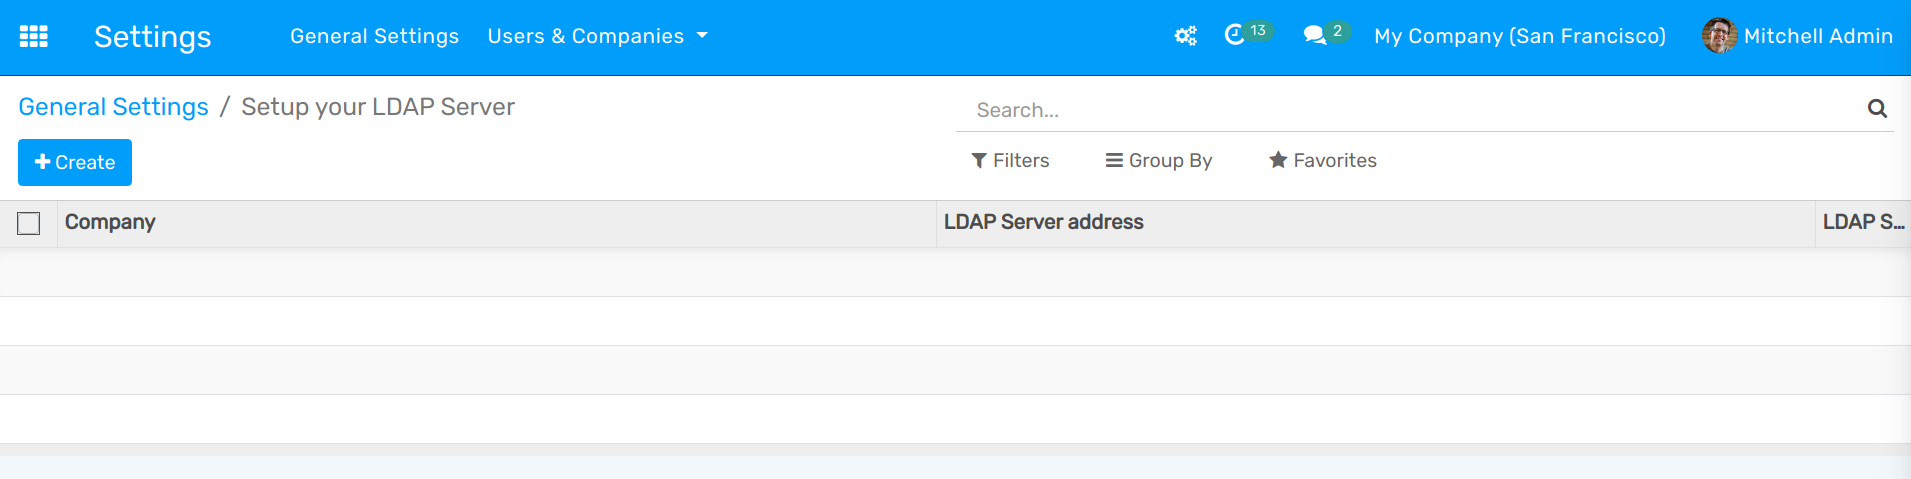 Settings General Settings Users & Companies 13 2 My Company (San Francisco) Mitchell Admin
General Settings / Setup your LDAP Server Search...
Create Filters Group By Favorites
Company LDAP Server address LDAP S...